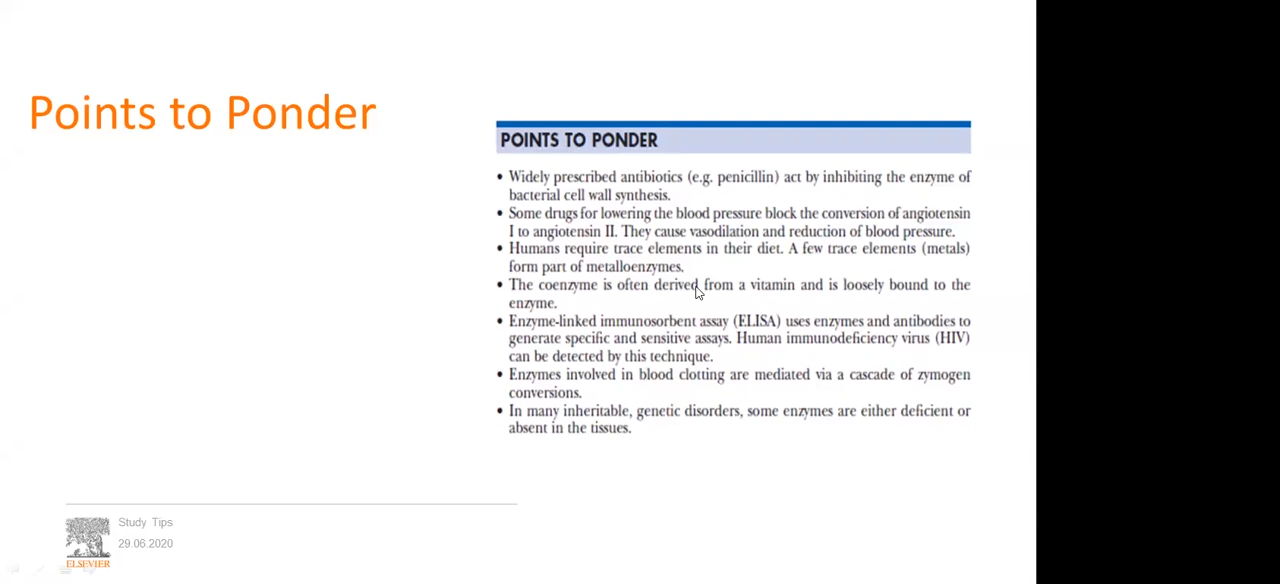 Points to Ponder
POINTS TO PONDER
• Widely prescribed antibiotics (e.g. penicillin) act by inhibiting the enzyme of
bacterial cell wall synthesis.
• Some drugs for lowering the blood pressure block the conversion of angiotensin
I to angiotensin II. They cause vasodilation and reduction of blood pressure.
• Humans require trace elements in their diet. A few trace elements (metals)
form part of metalloenzymes.
• The coenzyme is often derived from a vitamin and is loosely bound to the
enzyme.
• Enzyme-linked immunosorbent assay (ELISA) uses enzymes and antibodies to
generate specific and sensitive assays. Human immunodeficiency virus (HIV)
can be detected by this technique.
• Enzymes involved in blood clotting are mediated via a cascade of zymogen
conversions.
• In many inheritable, genetic disorders, some enzymes are either deficient or
absent in the tissues.
Study Tips
29.06.2020
ELSEVIER